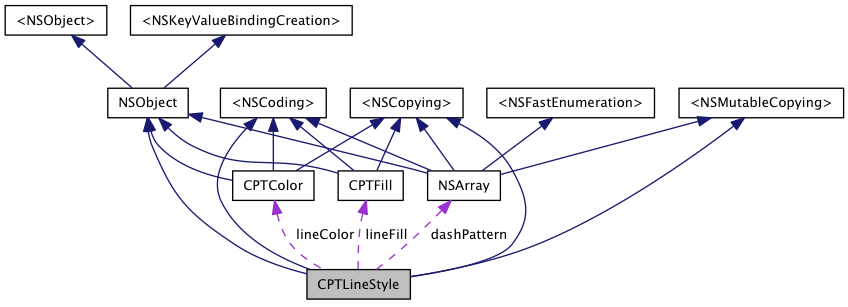 <NSObject>
<NSKeyValueBindingCreation>
NSObject
<NSCoding>
<NSCopying>
<NSFastEnumeration>
<NSMutableCopying>
CPTColor
CPTFill
NSArray
lineColor
lineFill
dashPattern
CPTLineStyle